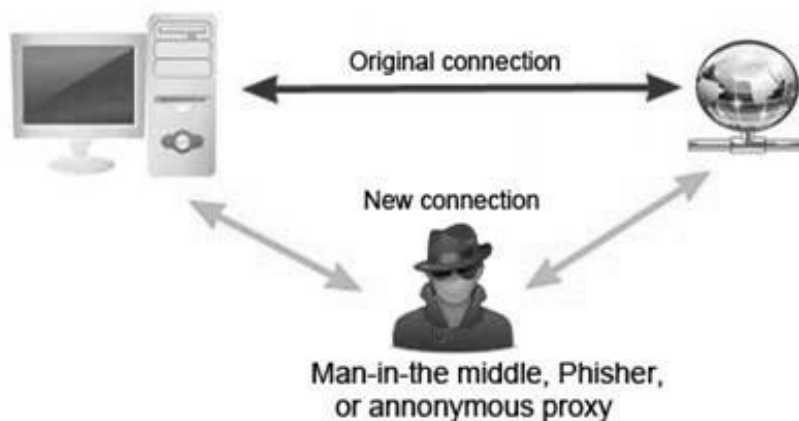 Original connection
New connection
Man-in-the middle, Phisher,
or annonymous proxy